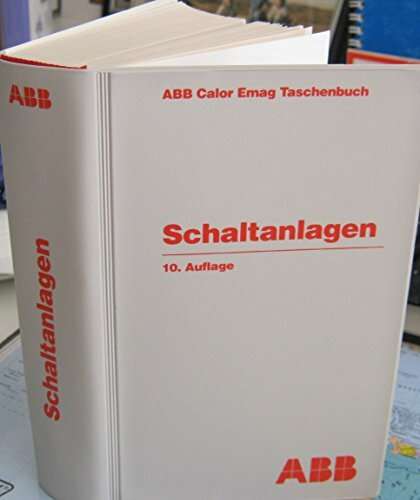 ABB
Schaltanlagen
ABB Calor Emag Taschenbuch
Schaltanlagen
10. Auflage
ABB